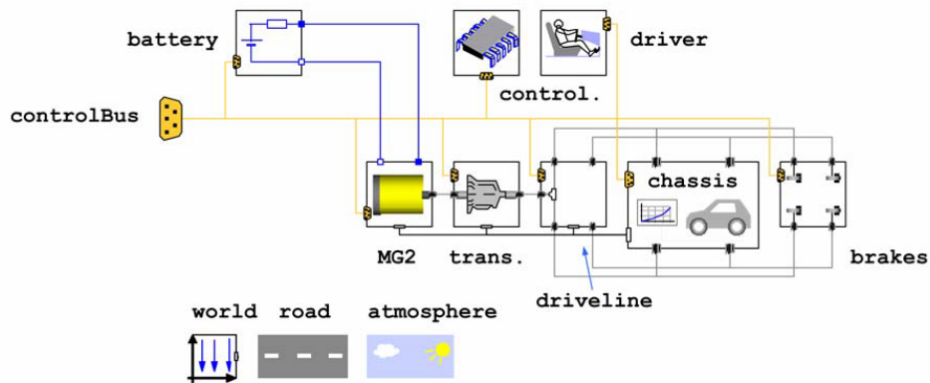 battery
driver
control.
controlBus
chassis
MG2
trans.
brakes
driveline
world
road
atmosphere